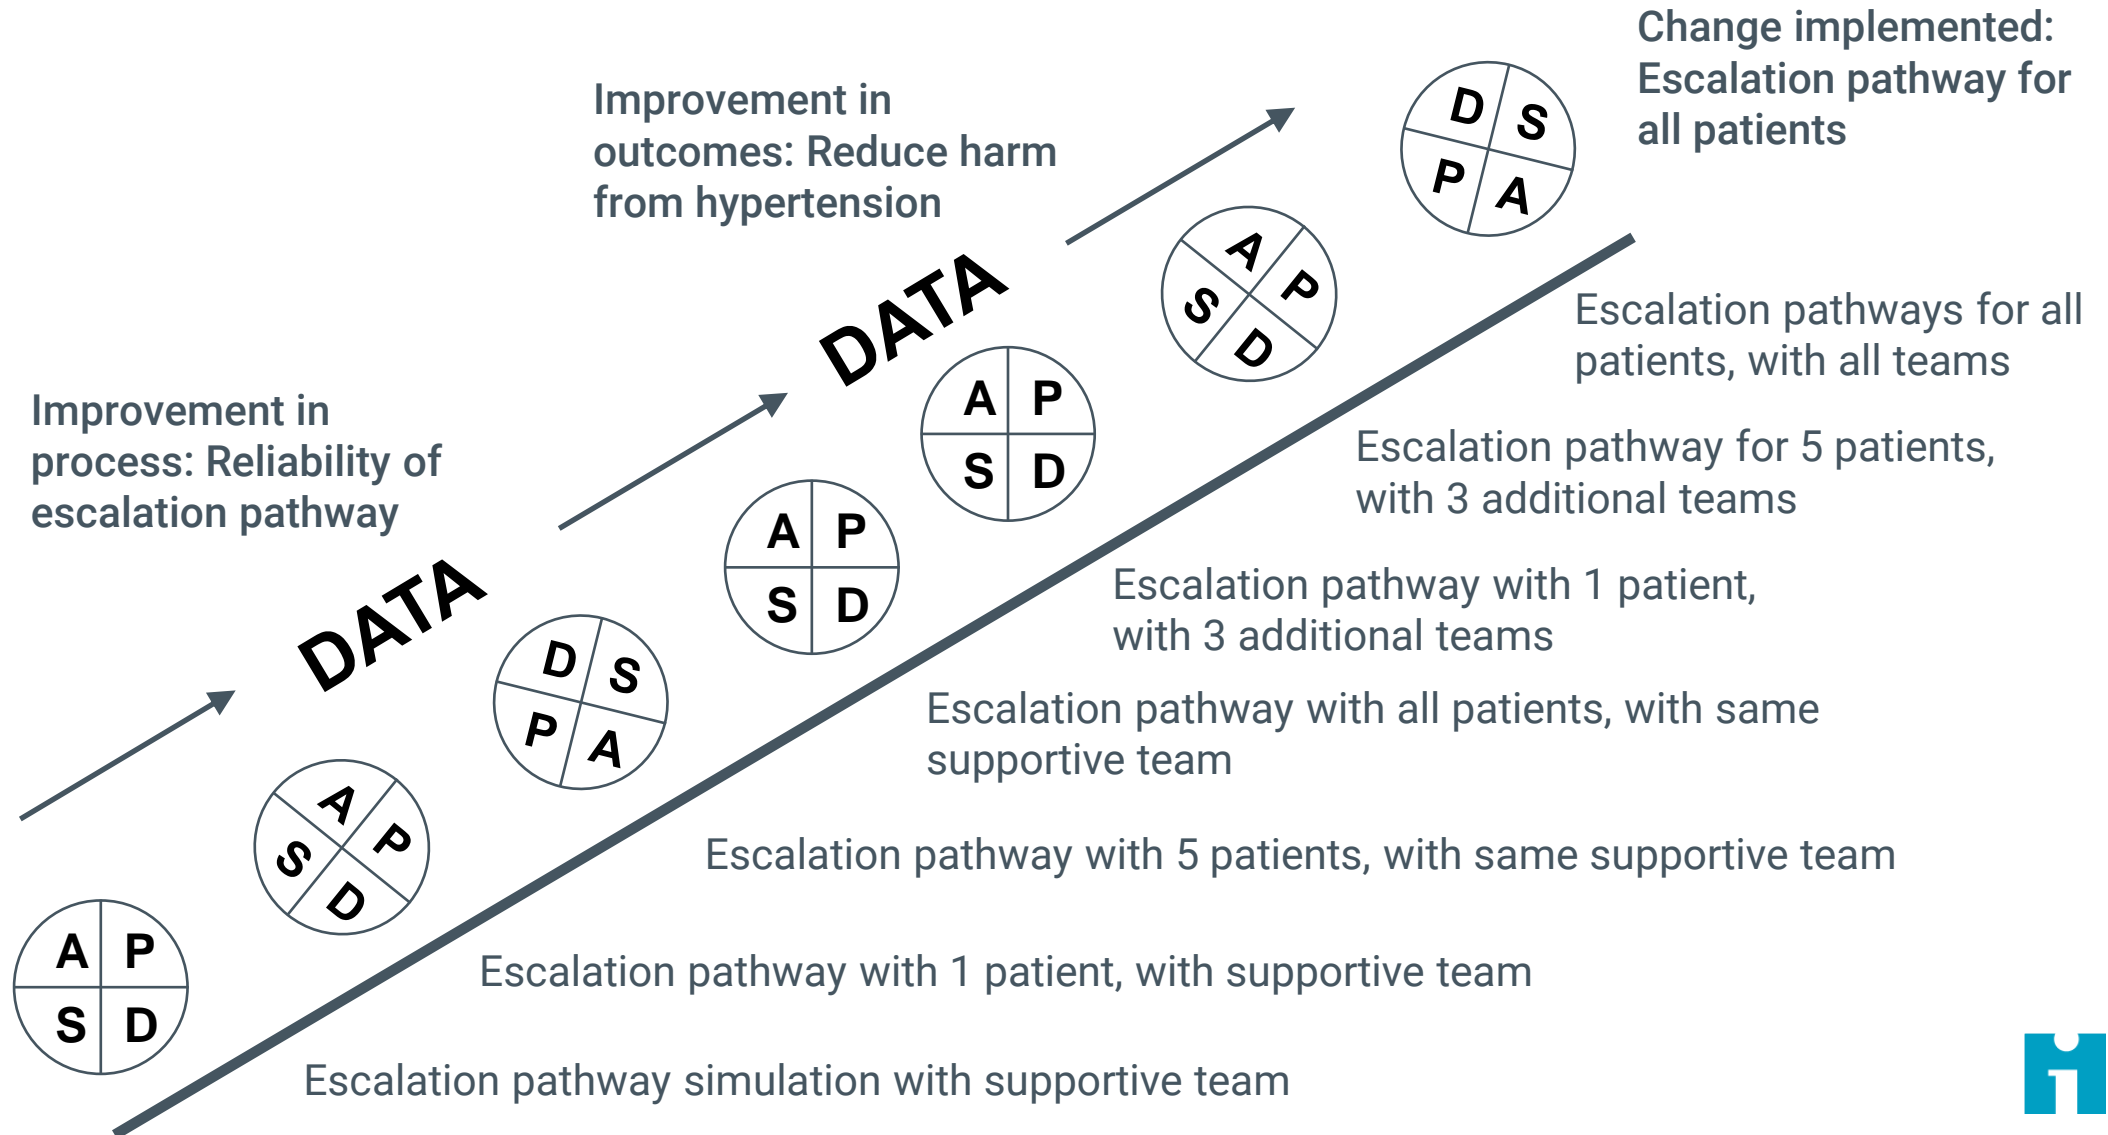 Change implemented:
Escalation pathway for
all patients
Improvement in
outcomes: Reduce harm
from hypertension
D S
P A
A P
S D
DATA
Escalation pathways for all
patients, with all teams
A P
S D
Improvement in
process: Reliability of
escalation pathway
Escalation pathway for 5 patients,
with 3 additional teams
A P
S D
DATA
Escalation pathway with 1 patient,
with 3 additional teams
D S
P A
Escalation pathway with all patients, with same
supportive team
A P
S D
Escalation pathway with 5 patients, with same supportive team
A P
S D
Escalation pathway with 1 patient, with supportive team
Escalation pathway simulation with supportive team